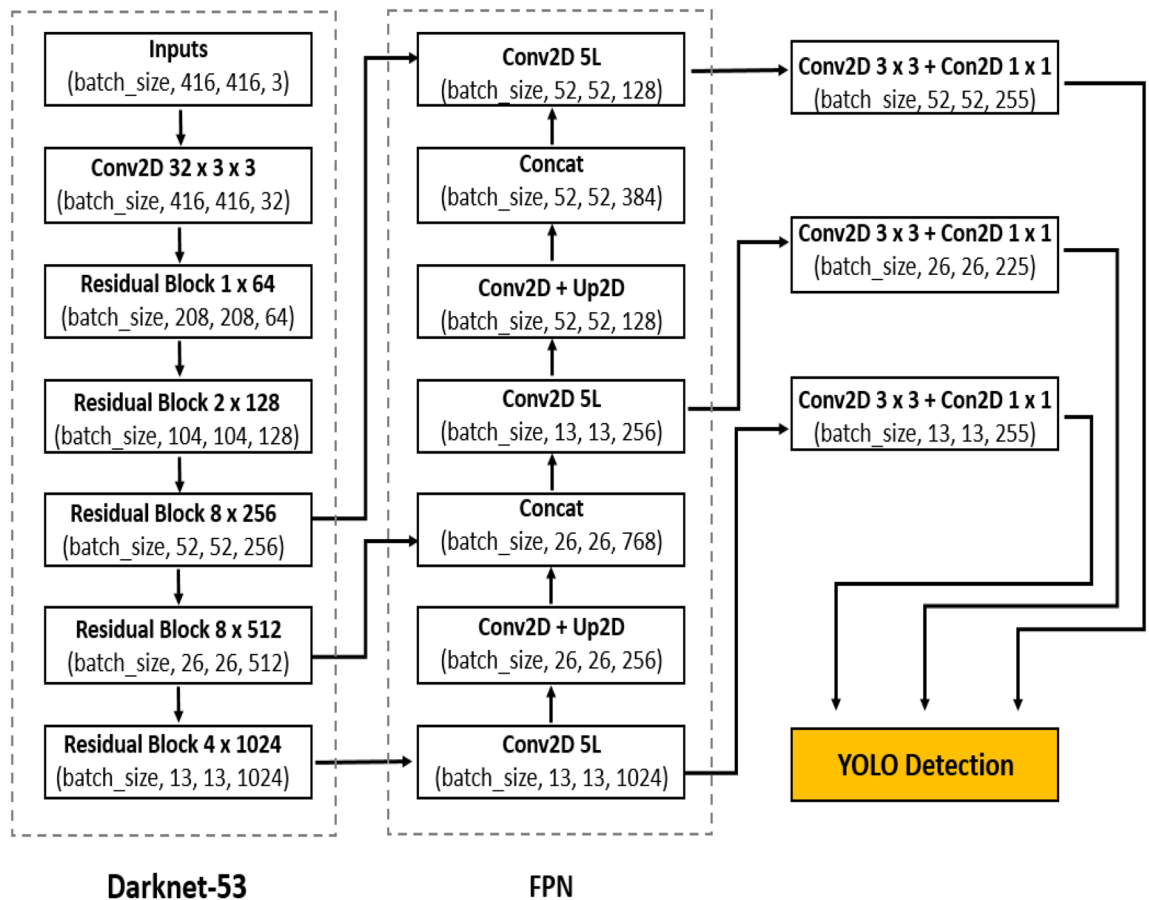 Inputs
(batch_size, 416, 416, 3)
Conv2D 32 x 3 x 3
(batch_size, 416, 416, 32)
Residual Block 1 x 64
(batch_size, 208, 208, 64)
Residual Block 2 x 128
(batch_size, 104, 104, 128)
Residual Block 8 x 256
(batch_size, 52, 52, 256)
Residual Block 8 x 512
(batch_size, 26, 26, 512)
Residual Block 4 x 1024
(batch_size, 13, 13, 1024)
Darknet-53
Conv2D 5L
(batch_size, 52, 52, 128)
Concat
(batch_size, 52, 52, 384)
Conv2D + Up2D
(batch_size, 52, 52, 128)
Conv2D 5L
(batch_size, 13, 13, 256)
Concat
(batch_size, 26, 26, 768)
Conv2D + Up2D
(batch_size, 26, 26, 256)
Conv2D 5L
(batch_size, 13, 13, 1024)
FPN
Conv2D 3 x 3 + Con2D 1 x 1
(batch_size, 52, 52, 255)
Conv2D 3 x 3 + Con2D 1 x 1
(batch_size, 26, 26, 225)
Conv2D 3 x 3 + Con2D 1 x 1
(batch_size, 13, 13, 255)
YOLO Detection